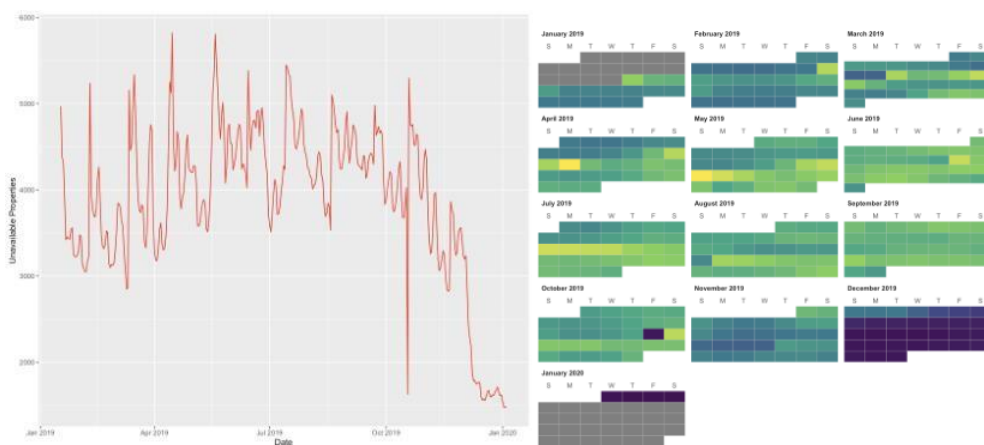 6000
5000
4000
3000
2000
Unavailable Properties
Jan 2019
Apr 2019
Jul 2019
Oct 2019
Jan 2020
Date
January 2019
S M T W T F S
February 2019
S M T W T F S
March 2019
S M T W T F S
April 2019
S M T W T F S
May 2019
S M T W T F S
June 2019
S M T W T F S
July 2019
S M T W T F S
August 2019
S M T W T F S
September 2019
S M T W T F S
October 2019
S M T W T F S
November 2019
S M T W T F S
December 2019
S M T W T F S
January 2020
S M T W T F S